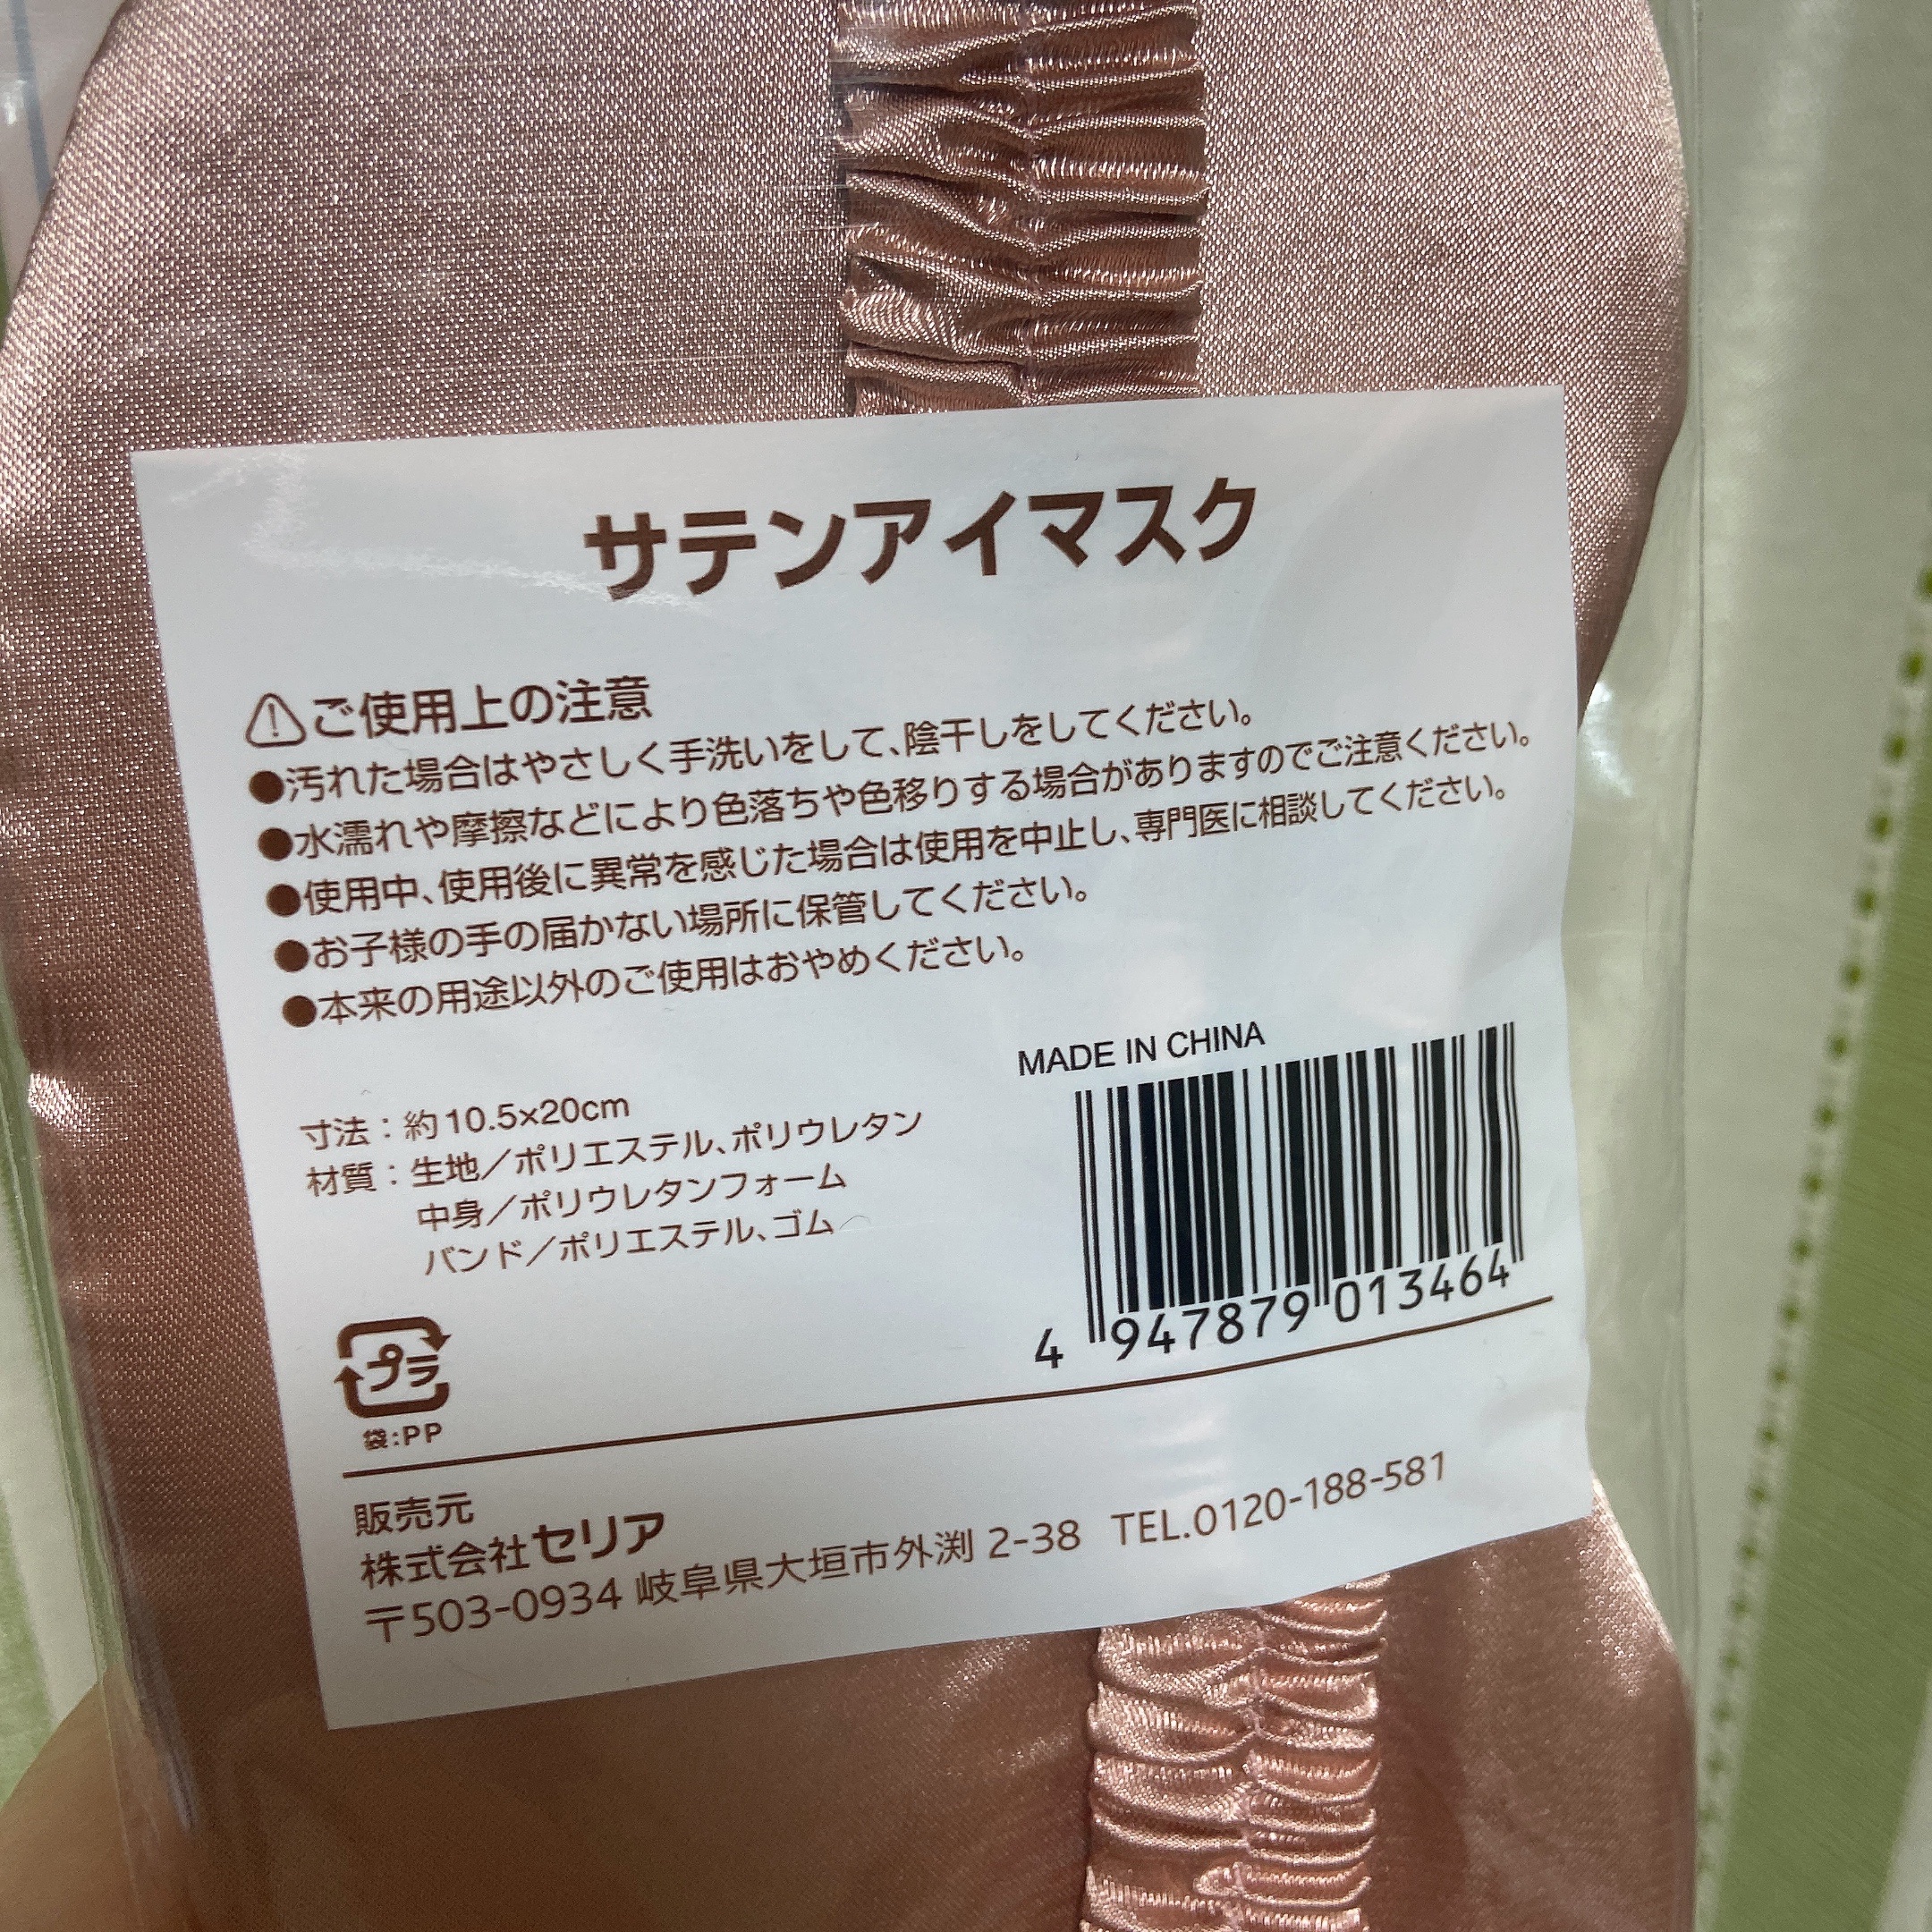 サテンアイマスク
⚠ご使用上の注意
●汚れた場合はやさしく手洗いをして、陰干しをしてください。
●水濡れや摩擦などにより色落ちや色移りする場合がありますのでご注意ください。
●使用中、使用後に異常を感じた場合は使用を中止し、専門医に相談してください。
●お子様の手の届かない場所に保管してください。
●本来の用途以外のご使用はおやめください。
MADE IN CHINA
寸法：約10.5×20cm
材質：生地／ポリエステル、ポリウレタン
中身／ポリウレタンフォーム
バンド／ポリエステル、ゴム
4 947879 013464
プラ
袋:PP
販売元
株式会社セリア
〒503-0934 岐阜県大垣市外渕 2-38 TEL.0120-188-581